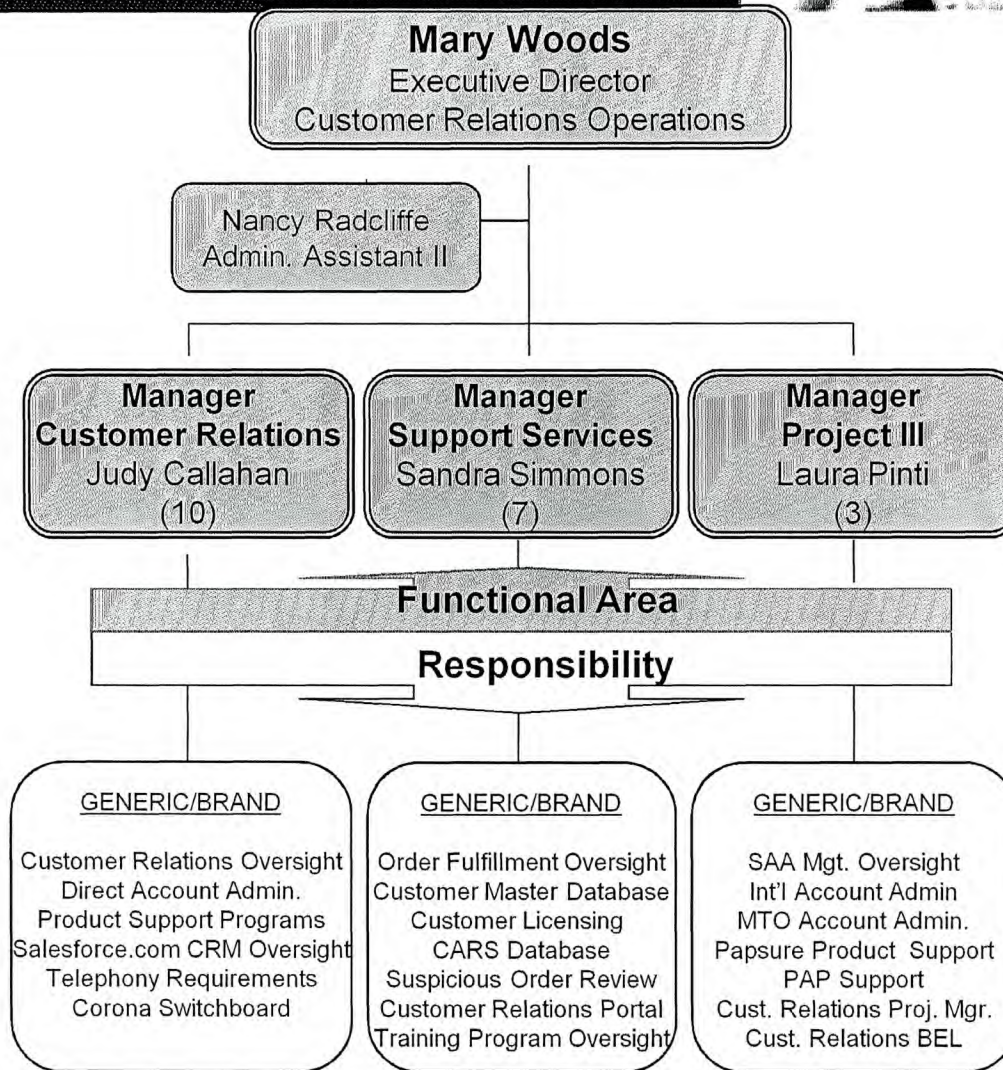 Mary Woods
Executive Director
Customer Relations Operations
Nancy Radcliffe
Admin. Assistant II
Manager
Customer Relations
Judy Callahan
(10)
Manager
Support Services
Sandra Simmons
(7)
Manager
Project III
Laura Pinti
(3)
Functional Area
Responsibility
GENERIC/BRAND
Customer Relations Oversight
Direct Account Admin.
Product Support Programs
Salesforce.com CRM Oversight
Telephony Requirements
Corona Switchboard
GENERIC/BRAND
Order Fulfillment Oversight
Customer Master Database
Customer Licensing
CARS Database
Suspicious Order Review
Customer Relations Portal
Training Program Oversight
GENERIC/BRAND
SAA Mgt. Oversight
Int'l Account Admin
MTO Account Admin.
Papsure Product Support
PAP Support
Cust. Relations Proj. Mgr.
Cust. Relations BEL